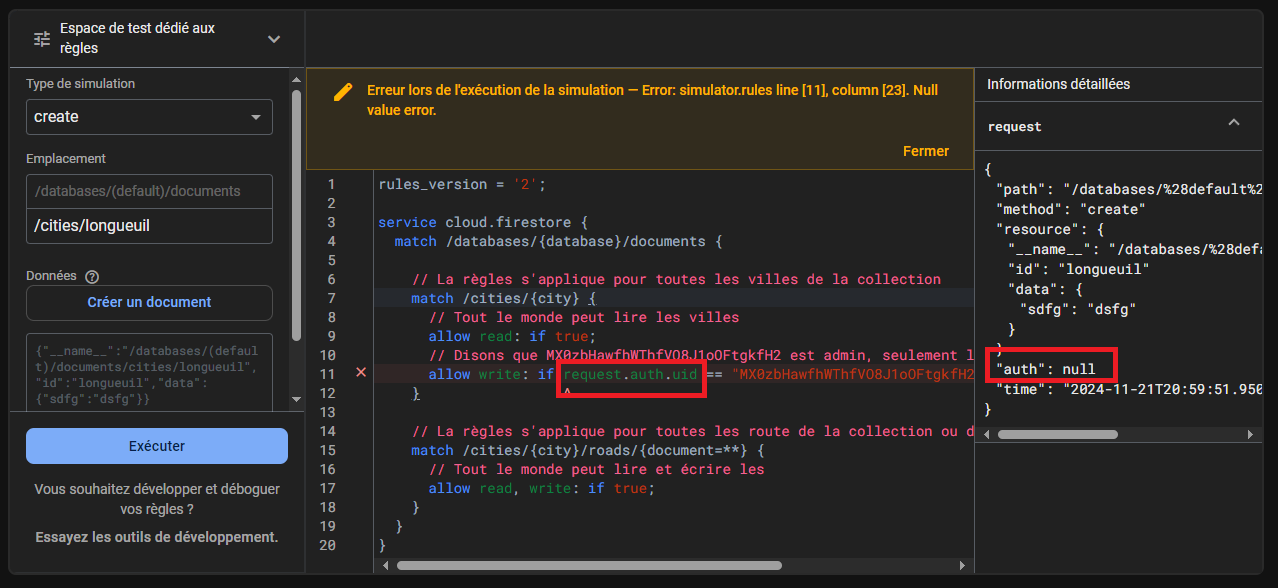 Espace de test dédié aux
règles
Type de simulation
create
Emplacement
/databases/(default)/documents
/cities/longueuil
Données ?
Créer un document
{"__name__":"/databases/(defaul
t)/documents/cities/longueuil",
"id":"longueuil","data":
{"sdfg":"dsfg"}}
Exécuter
Vous souhaitez développer et déboguer
vos règles ?
Essayez les outils de développement.
Erreur lors de l'exécution de la simulation — Error: simulator.rules line [11], column [23]. Null
value error.
Fermer
1 rules_version = '2';
2
3 service cloud.firestore {
4 match /databases/{database}/documents {
5
6 // La règles s'applique pour toutes les villes de la collection
7 match /cities/{city} {
8 // Tout le monde peut lire les villes
9 allow read: if true;
10 // Disons que MX0zbHawfhWThfVO8J1oOFtgkfH2 est admin, seulement l
11 allow write: if request.auth.uid == "MX0zbHawfhWThfVO8J1oOFtgkfH2
12 } ^
13
14 // La règles s'applique pour toutes les route de la collection ou d
15 match /cities/{city}/roads/{document=**} {
16 // Tout le monde peut lire et écrire les
17 allow read, write: if true;
18 }
19 }
20 }
Informations détaillées
request
{
"path": "/databases/%28default%2
"method": "create"
"resource": {
"__name__": "/databases/%28defa
"id": "longueuil"
"data": {
"sdfg": "dsfg"
}
}
"auth": null
"time": "2024-11-21T20:59:51.950
}